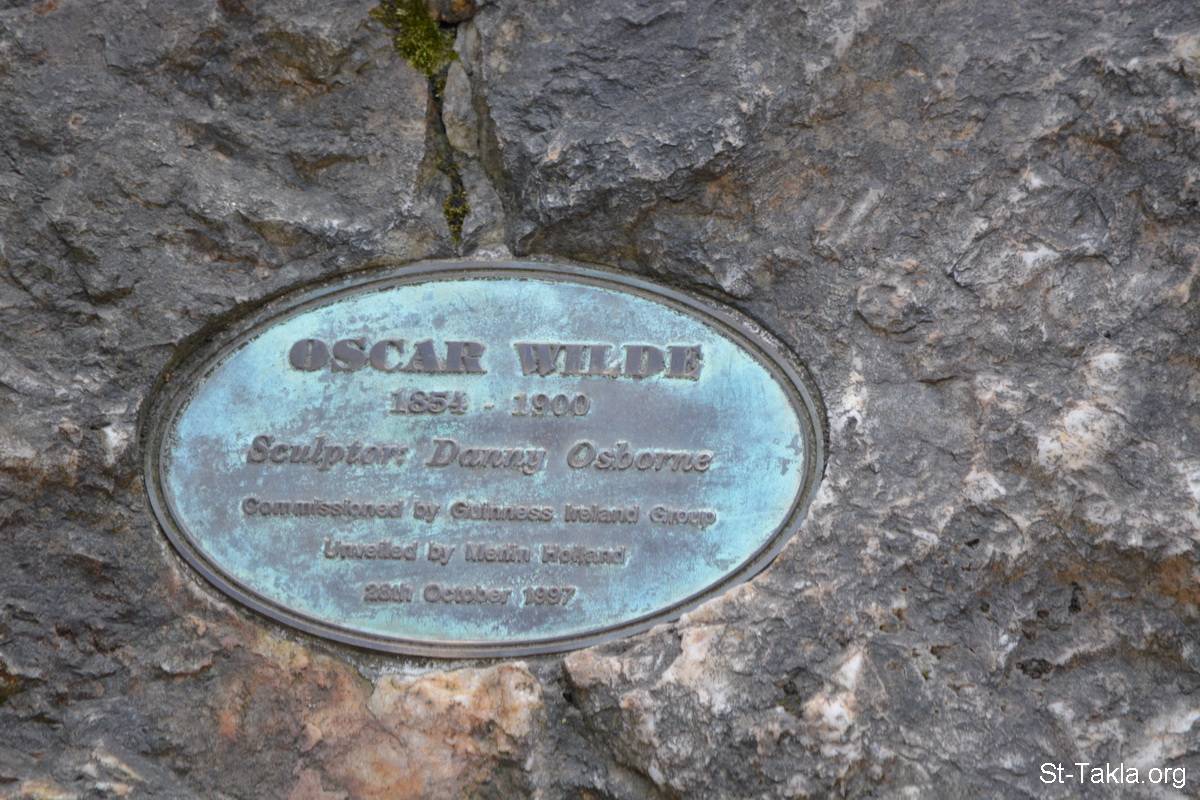 OSCAR WILDE
1854 - 1900
Sculptor: Danny Osborne
Commissioned by Guinness Ireland Group
Unveiled by Merlin Holland
28th October 1997
St-Takla.org